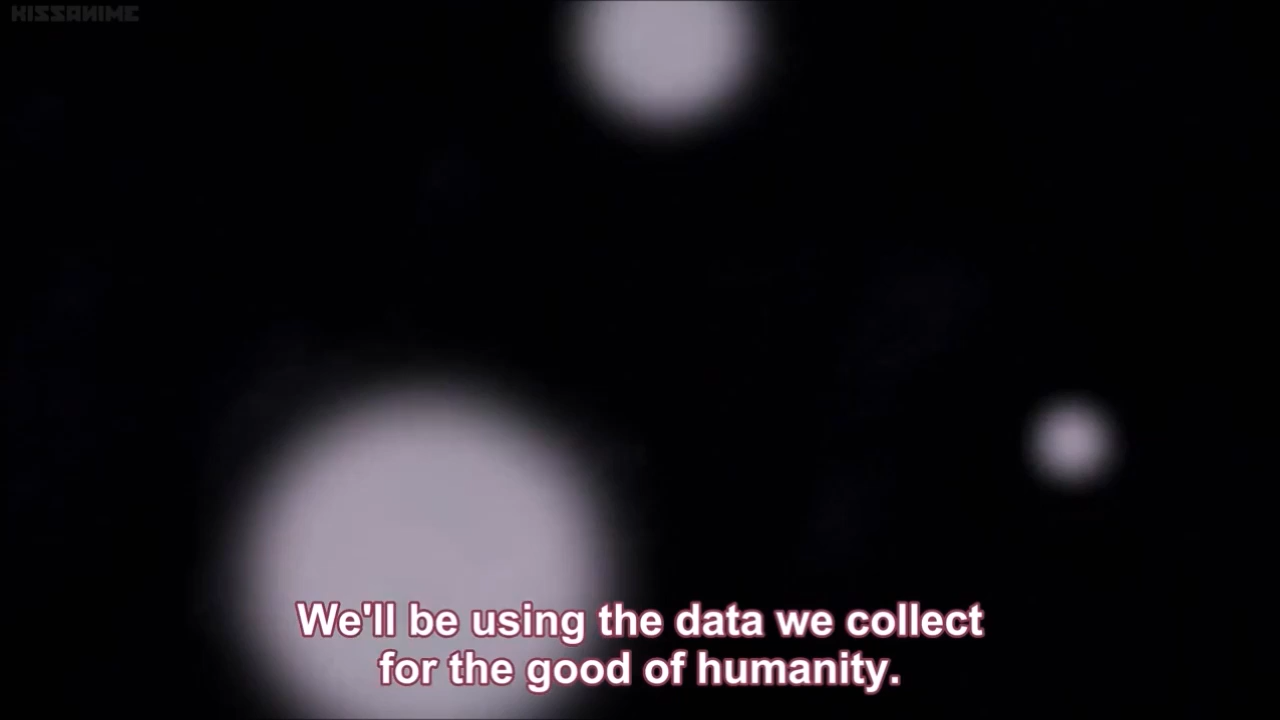 KISSANIME
We'll be using the data we collect
for the good of humanity.